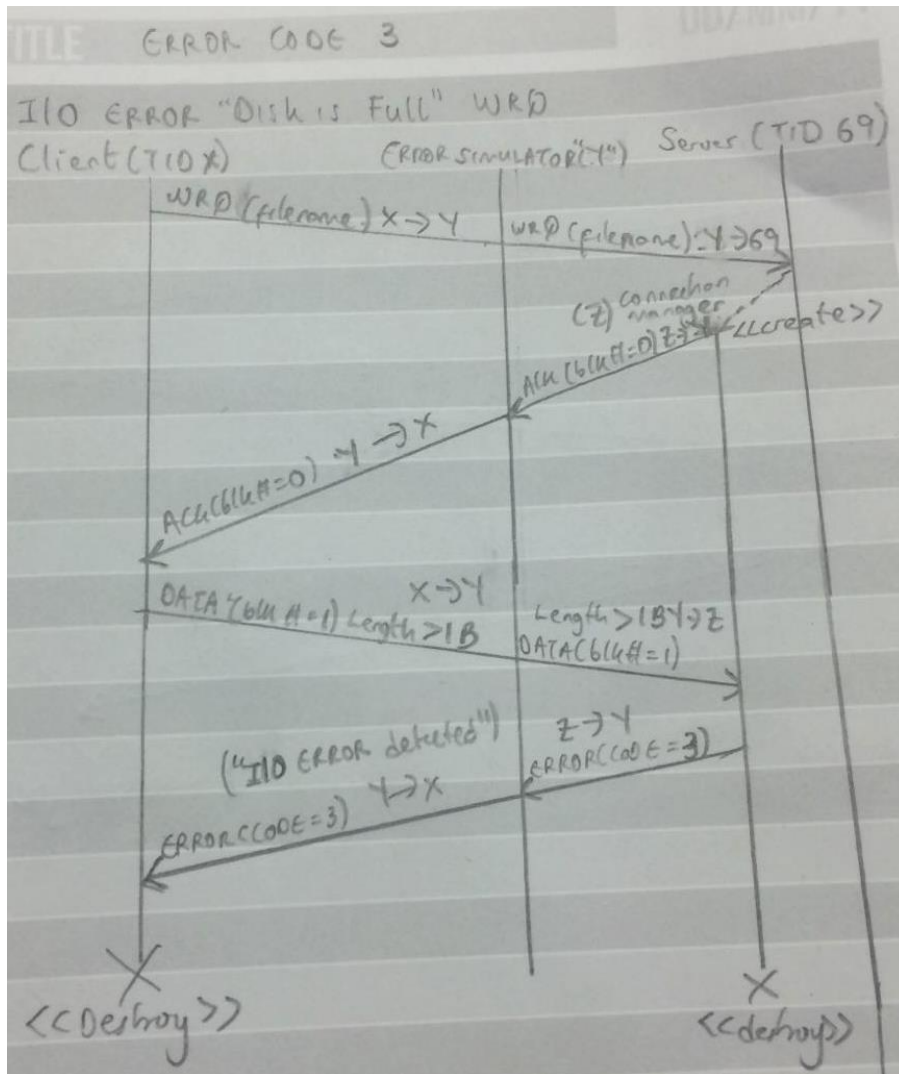 TITLE ERROR CODE 3
I/O ERROR "Disk is Full" WRQ
Client (TID X) ERROR SIMULATOR ("Y") Server (TID 69)
WRQ (filename) X → Y
WRQ (filename) : Y → 69
(Z) Connection manager
<<create>>
ACK (blk#=0) Z → Y
ACK (blk#=0) Y → X
X → Y
DATA (blk#=1) Length > 1B
Length > 1B Y → Z
DATA (blk#=1)
Z → Y
ERROR (CODE = 3)
("I/O ERROR detected")
Y → X
ERROR (CODE = 3)
X
<<Destroy>>
X
<<destroy>>